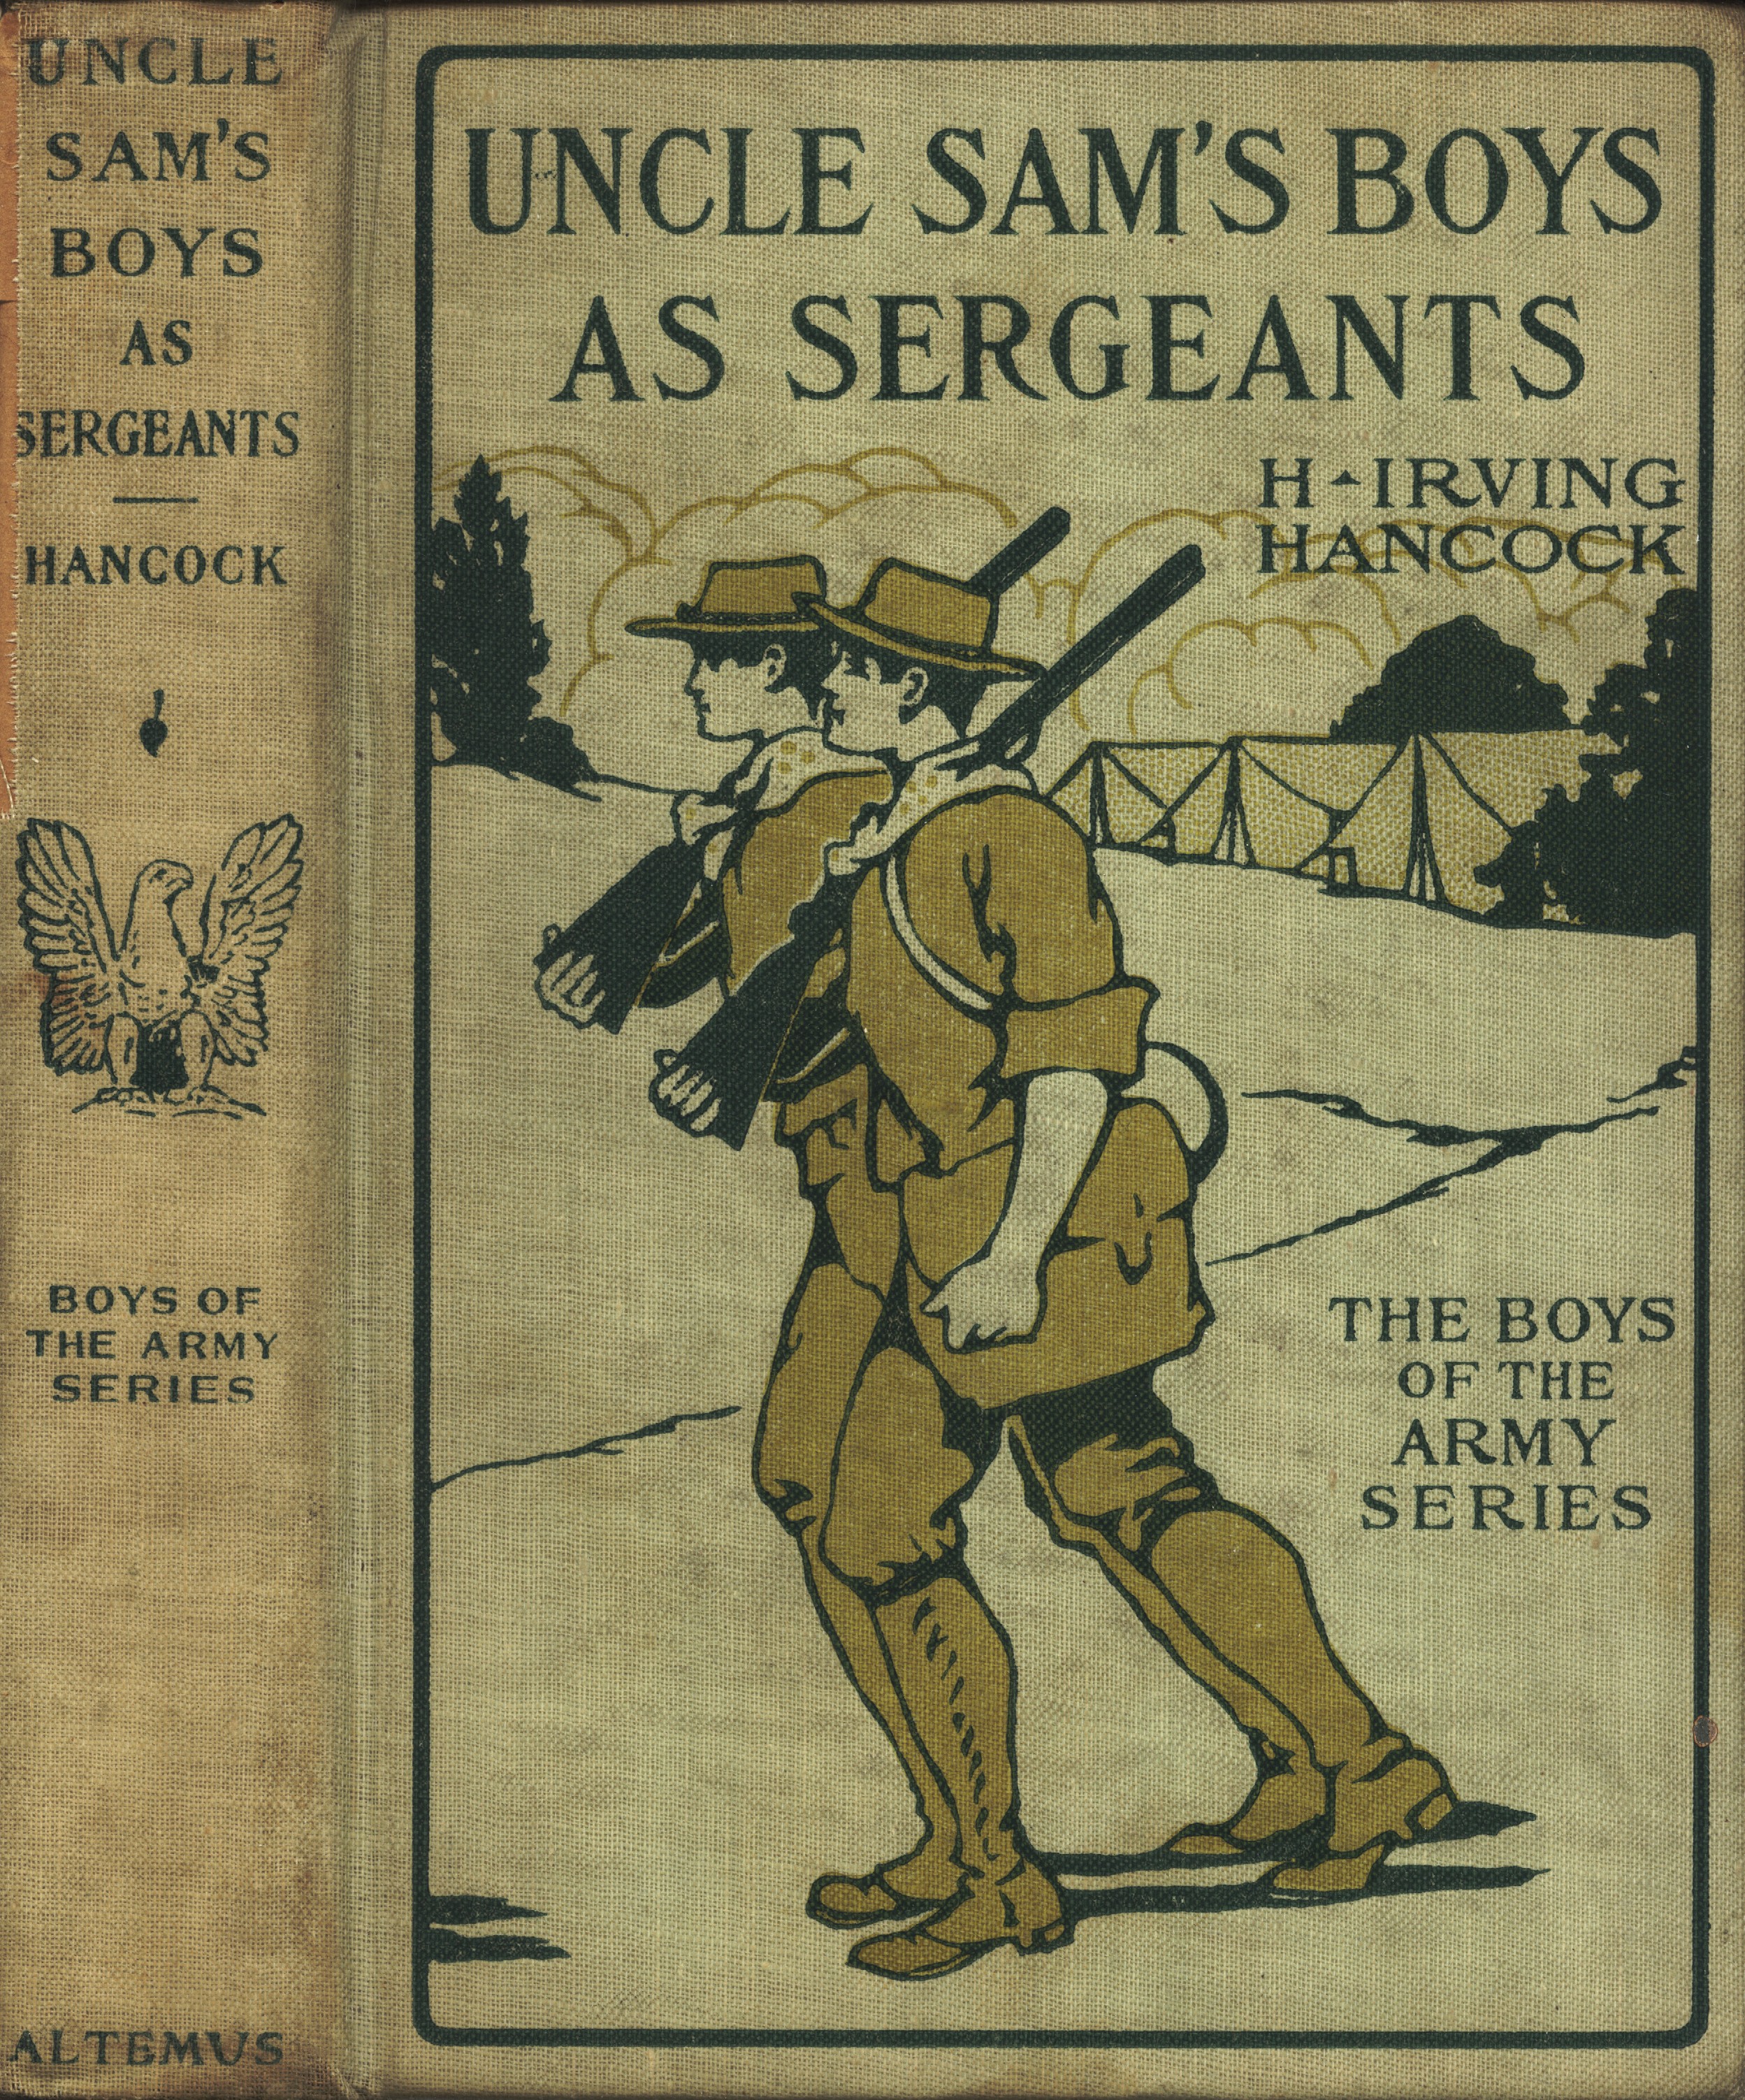 UNCLE
SAM'S
BOYS
AS
SERGEANTS
HANCOCK
BOYS OF
THE ARMY
SERIES
ALTEMUS
UNCLE SAM'S BOYS
AS SERGEANTS
H-IRVING
HANCOCK
THE BOYS
OF THE
ARMY
SERIES